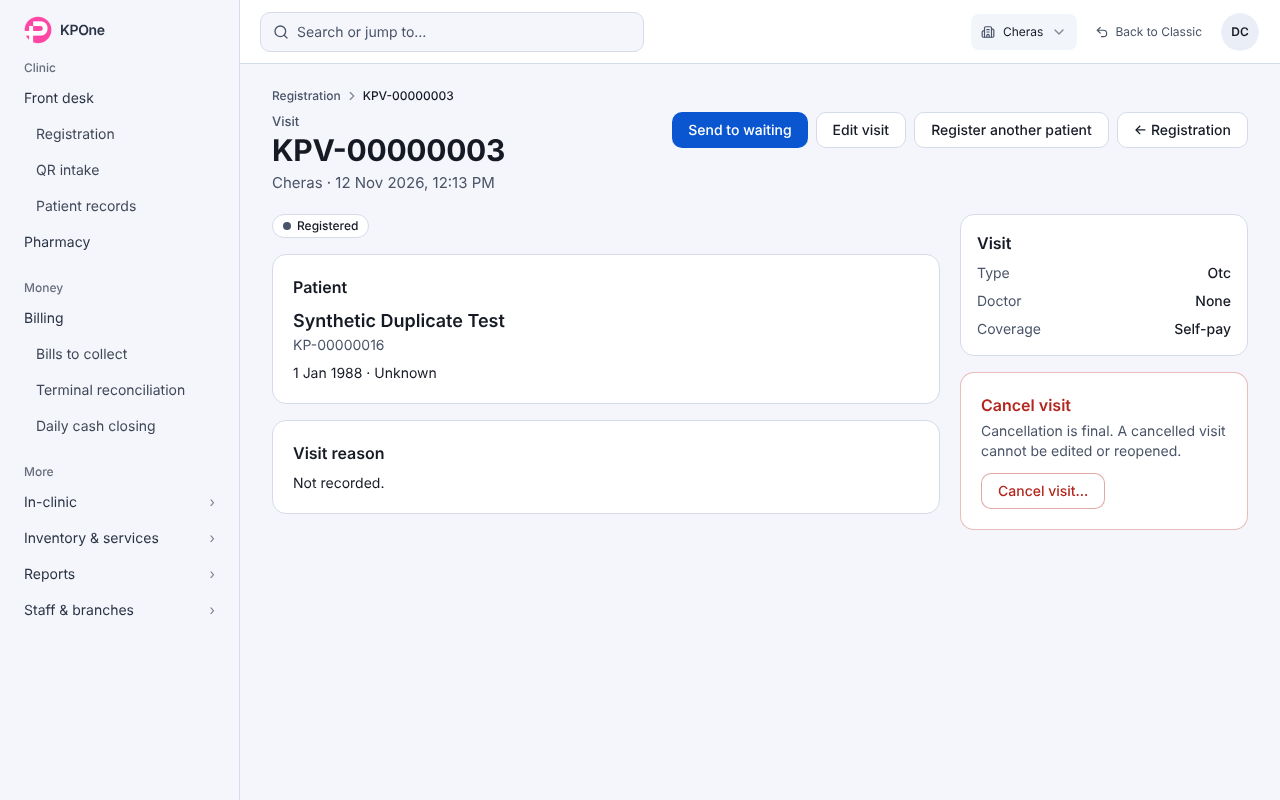 KPOne
Clinic
Front desk
Registration
QR intake
Patient records
Pharmacy
Money
Billing
Bills to collect
Terminal reconciliation
Daily cash closing
More
In-clinic
Inventory & services
Reports
Staff & branches
Search or jump to...
Cheras
Back to Classic
DC
Registration > KPV-00000003
Visit
KPV-00000003
Cheras · 12 Nov 2026, 12:13 PM
Send to waiting
Edit visit
Register another patient
← Registration
Registered
Patient
Synthetic Duplicate Test
KP-00000016
1 Jan 1988 · Unknown
Visit reason
Not recorded.
Visit
Type Otc
Doctor None
Coverage Self-pay
Cancel visit
Cancellation is final. A cancelled visit
cannot be edited or reopened.
Cancel visit...